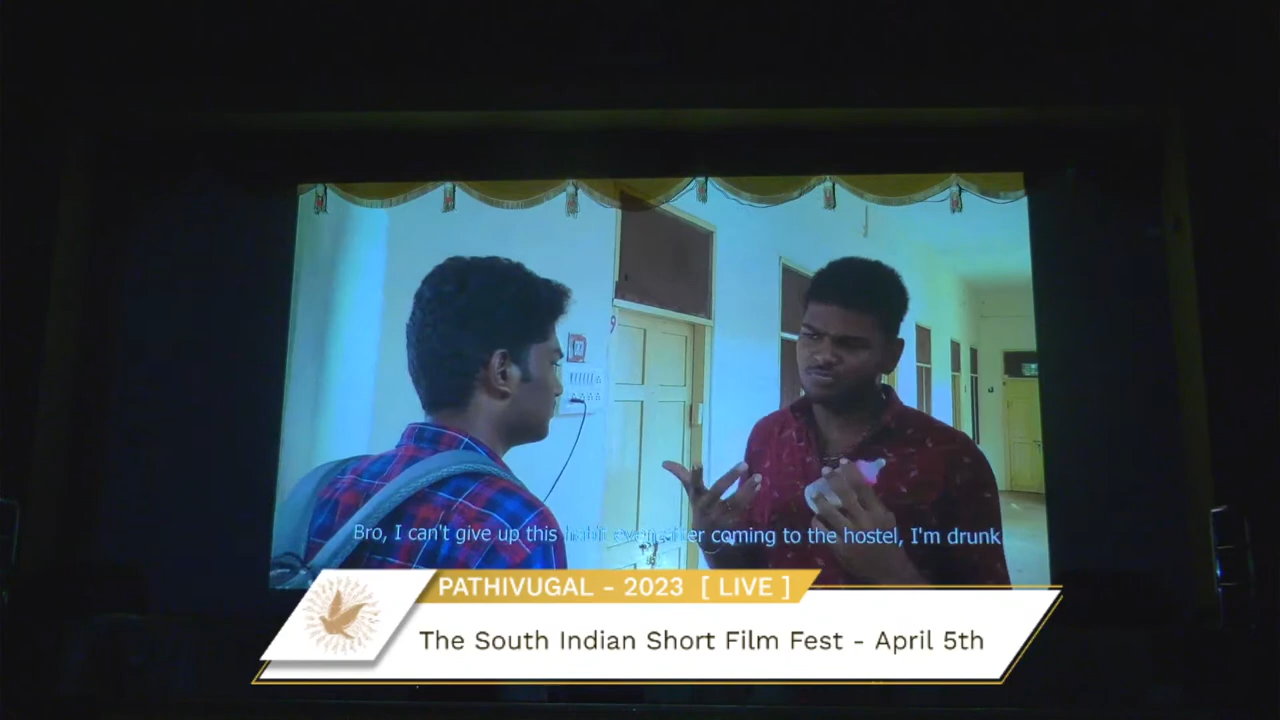 Bro, I can't give up this habit even after coming to the hostel, I'm drunk
PATHIVUGAL - 2023 [ LIVE ]
The South Indian Short Film Fest - April 5th